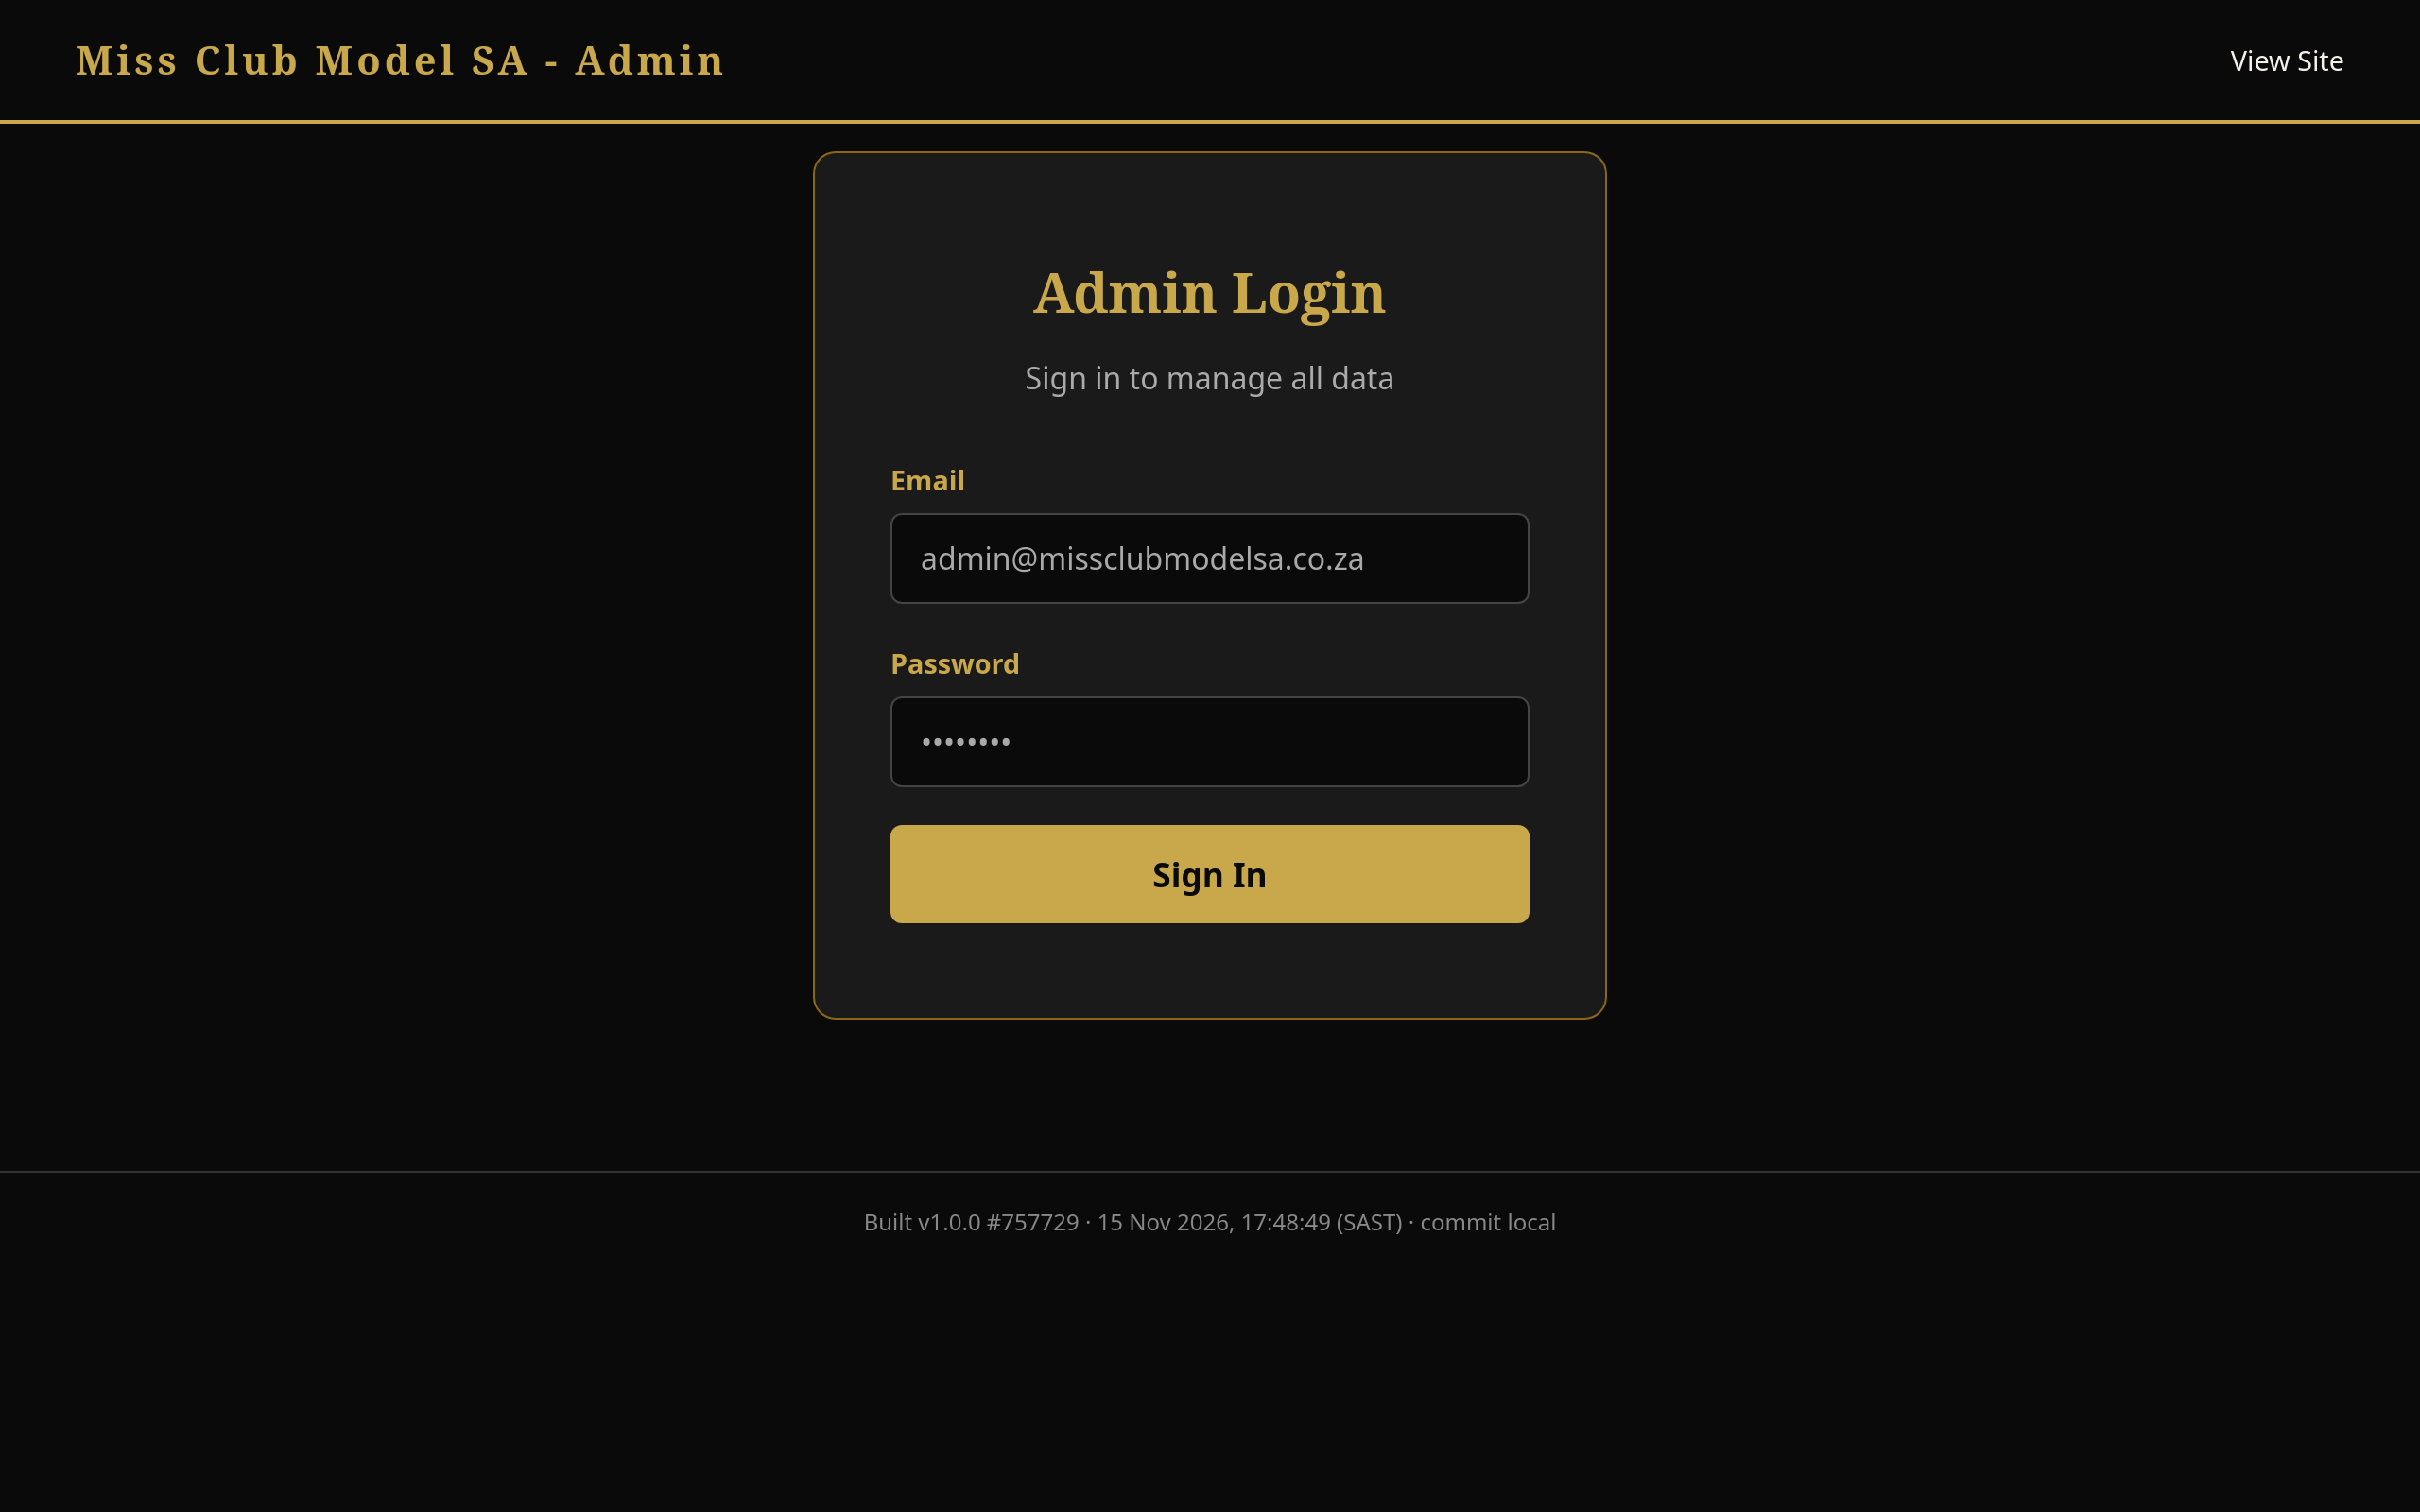 Miss Club Model SA - Admin
View Site
Admin Login
Sign in to manage all data
Email
admin@missclubmodelsa.co.za
Password
••••••••
Sign In
Built v1.0.0 #757729 · 15 Nov 2026, 17:48:49 (SAST) · commit local